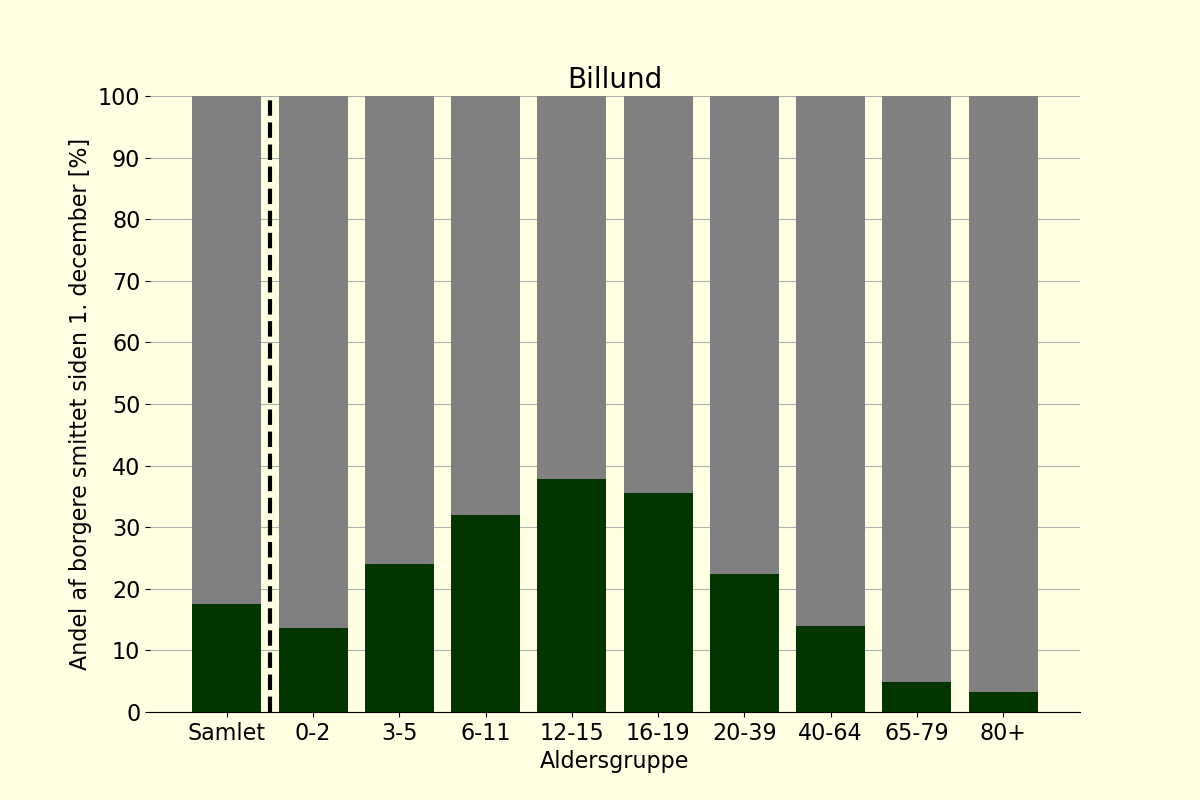 Billund
Andel af borgere smittet siden 1. december [%]
100
90
80
70
60
50
40
30
20
10
0
Samlet 0-2 3-5 6-11 12-15 16-19 20-39 40-64 65-79 80+
Aldersgruppe